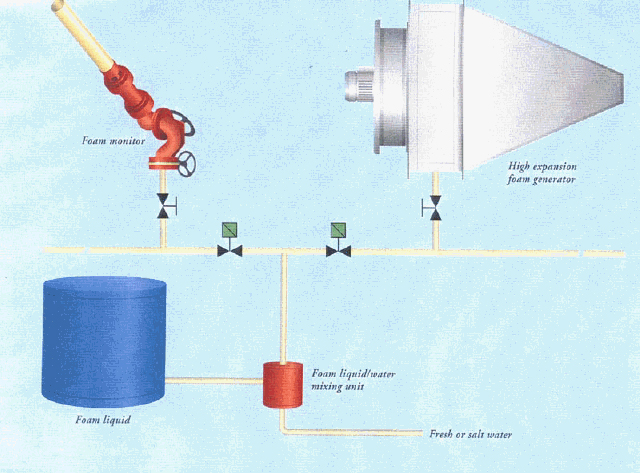 Foam monitor
High expansion
foam generator
Foam liquid/water
mixing unit
Foam liquid
Fresh or salt water